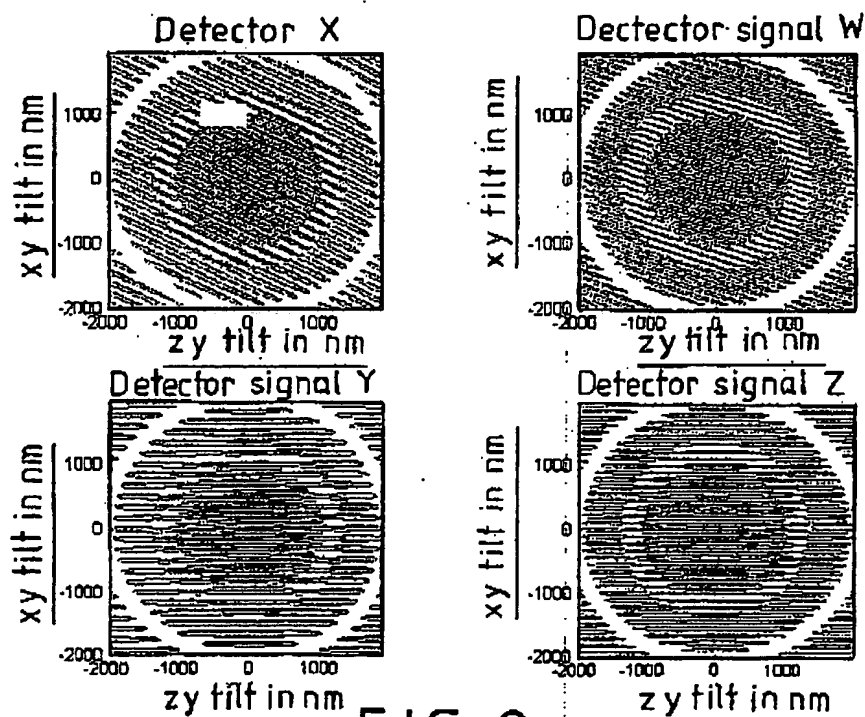 Detector X
xy tilt in nm
1000
0
-1000
-2000
-2000 -1000 0 1000
zy tilt in nm
Dectector signal W
xy tilt in nm
1000
0
-1000
-2000
-2000 -1000 0 1000
zy tilt in nm
Detector signal Y
xy tilt in nm
1000
0
-1000
-2000
-2000 -1000 0 1000
zy tilt in nm
Detector signal Z
xy tilt in nm
1000
0
-1000
-2000
-2000 -1000 0 1000
zy tilt in nm